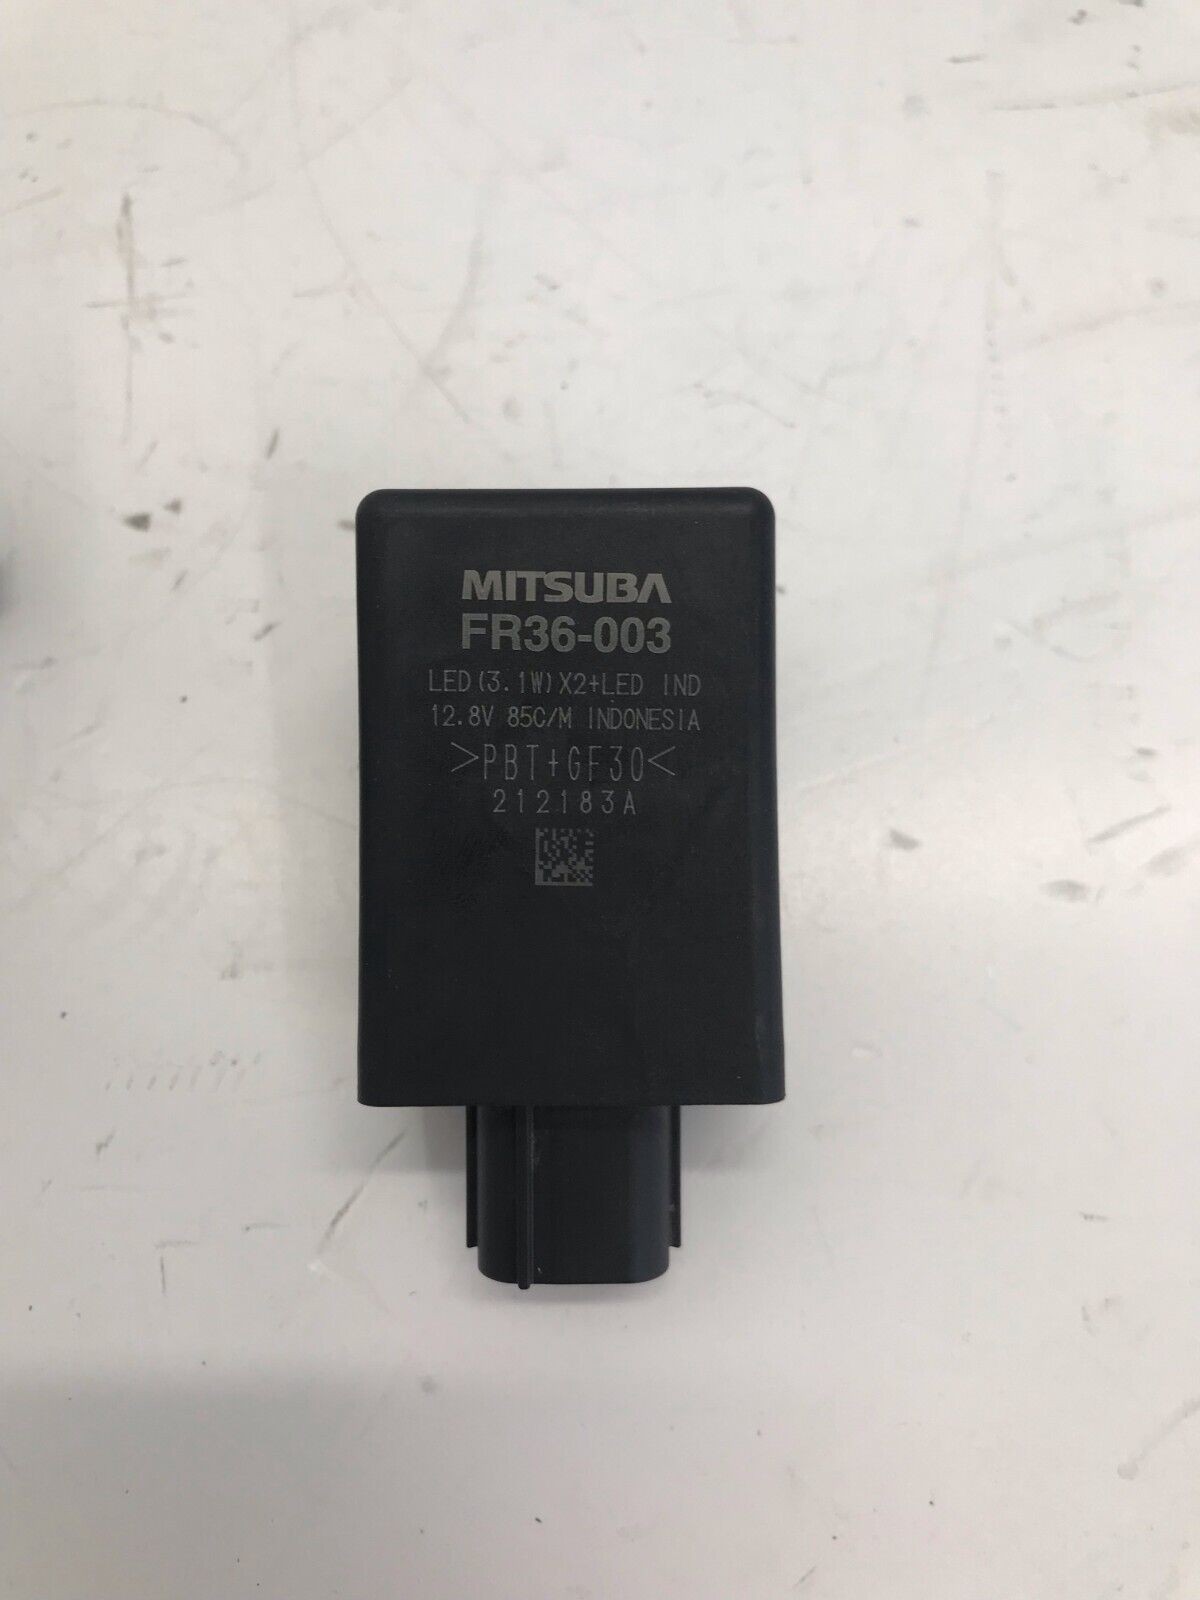 MITSUBA
FR36-003
LED(3.1W)X2+LED IND
12.8V 85C/M INDONESIA
>PBT+GF30<
212183A